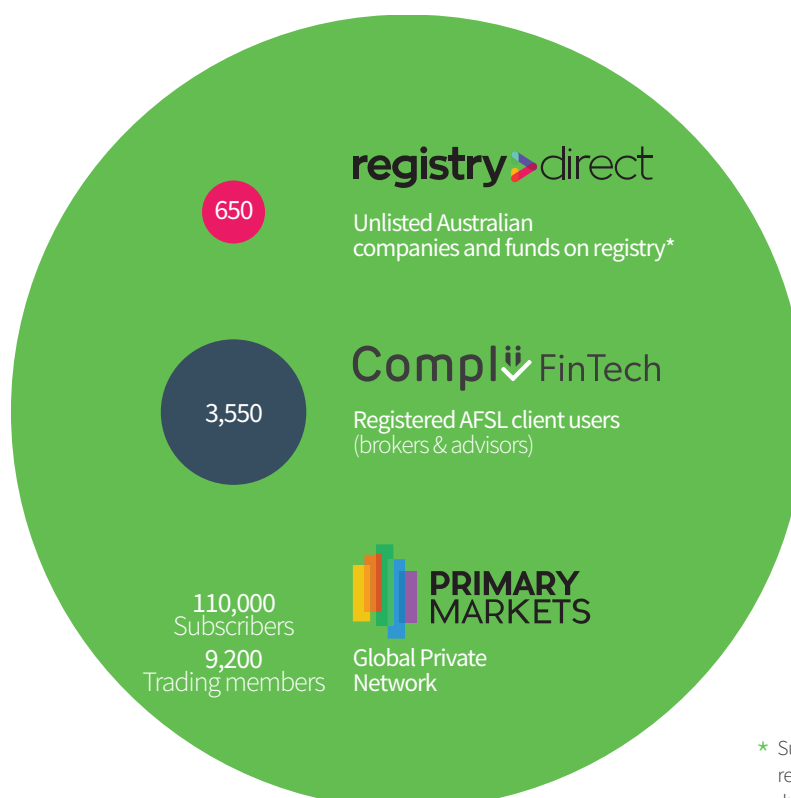 registry direct
650
Unlisted Australian
companies and funds on registry*
Complii FinTech
3,550
Registered AFSL client users
(brokers & advisors)
PRIMARY
MARKETS
110,000
Subscribers
9,200
Trading members
Global Private
Network
*